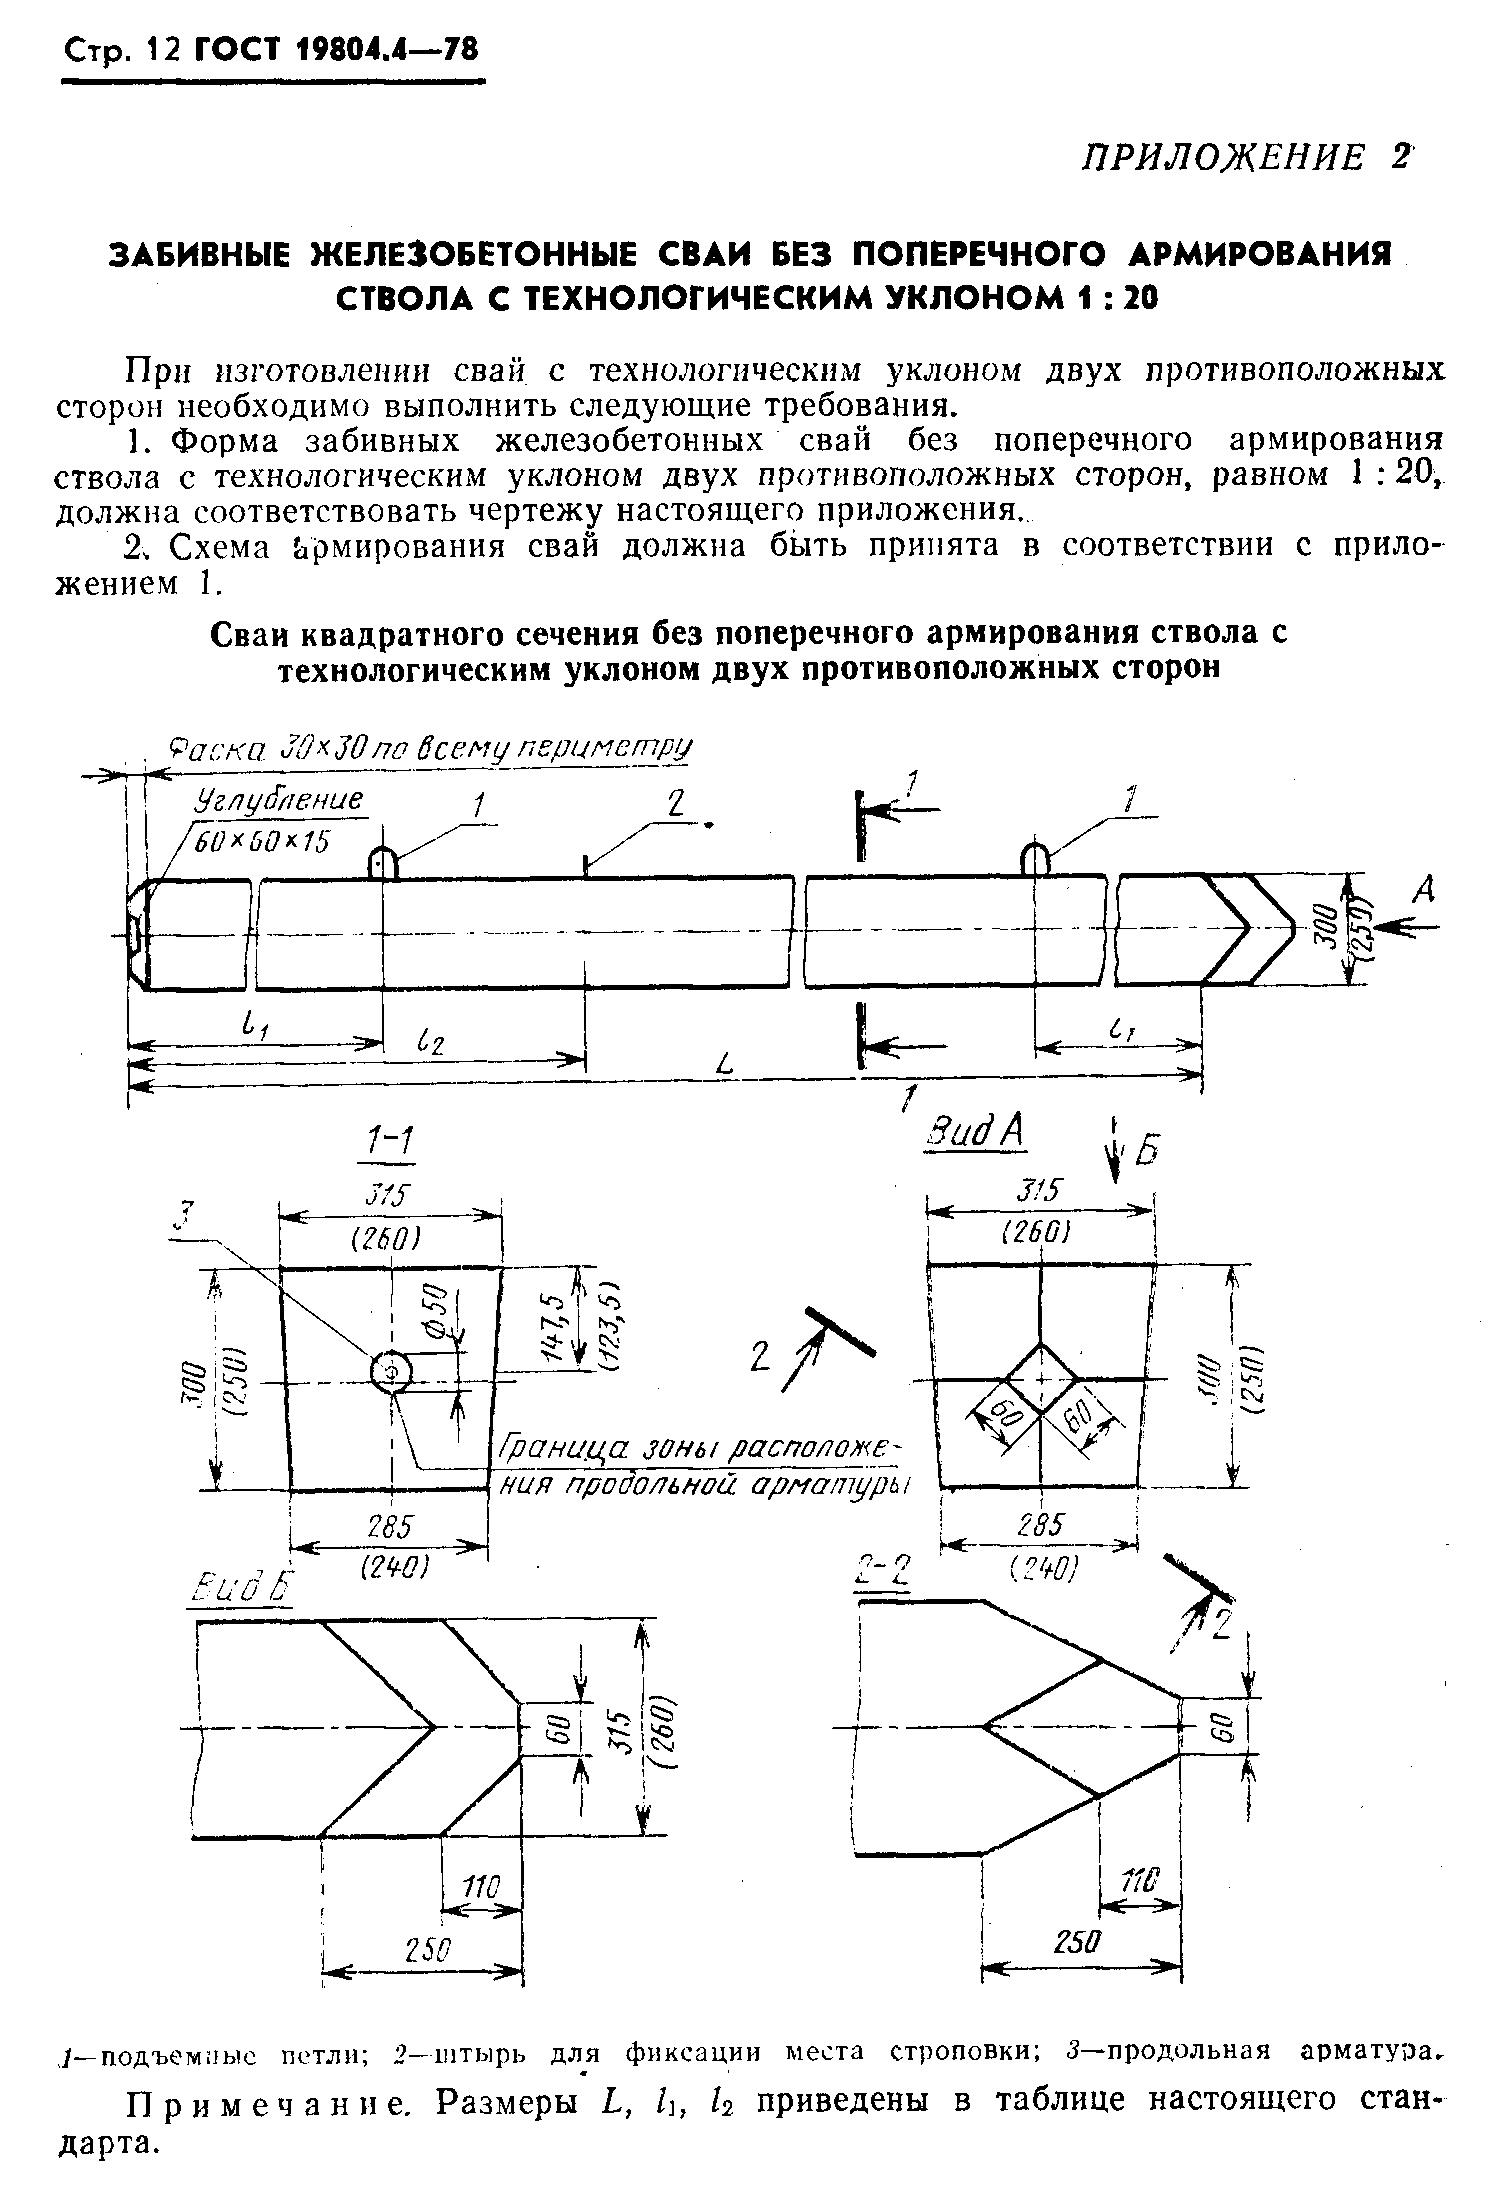 Стр. 12 ГОСТ 19804.4—78
ПРИЛОЖЕНИЕ 2
ЗАБИВНЫЕ ЖЕЛЕЗОБЕТОННЫЕ СВАИ БЕЗ ПОПЕРЕЧНОГО АРМИРОВАНИЯ
СТВОЛА С ТЕХНОЛОГИЧЕСКИМ УКЛОНОМ 1 : 20
При изготовлении свай с технологическим уклоном двух противоположных
сторон необходимо выполнить следующие требования.
1. Форма забивных железобетонных свай без поперечного армирования
ствола с технологическим уклоном двух противоположных сторон, равном 1 : 20,
должна соответствовать чертежу настоящего приложения.
2. Схема армирования свай должна быть принята в соответствии с прило-
жением 1.
Сваи квадратного сечения без поперечного армирования ствола с
технологическим уклоном двух противоположных сторон
Фаска 30×30 по всему периметру
Углубление
60×60×15
1
2
1
1
300
(250)
А
l1
l2
L
l1
1
1-1
315
(260)
3
300
(250)
Ф50
147,5
(123,5)
Граница зоны расположе-
ния продольной арматуры
285
(240)
Вид А
Б
315
(260)
2
300
(250)
60
60
285
(240)
2
Вид Б
60
315
(260)
110
250
2-2
60
110
250
1—подъемные петли; 2—штырь для фиксации места строповки; 3—продольная арматура.
Примечание. Размеры L, l1, l2 приведены в таблице настоящего стан-
дарта.